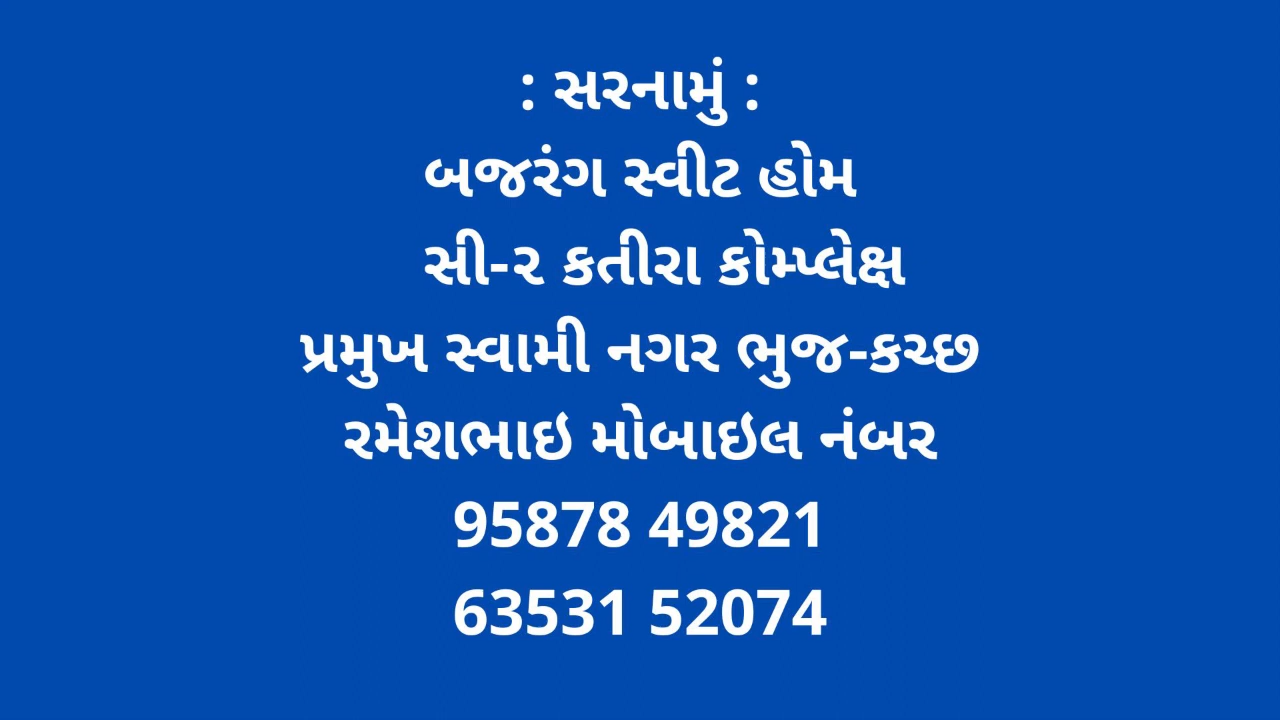 : સરનામું :
બજરંગ સ્વીટ હોમ
સી-૨ કતીરા કોમ્પ્લેક્ષ
પ્રમુખ સ્વામી નગર ભુજ-કચ્છ
રમેશભાઇ મોબાઇલ નંબર
95878 49821
63531 52074